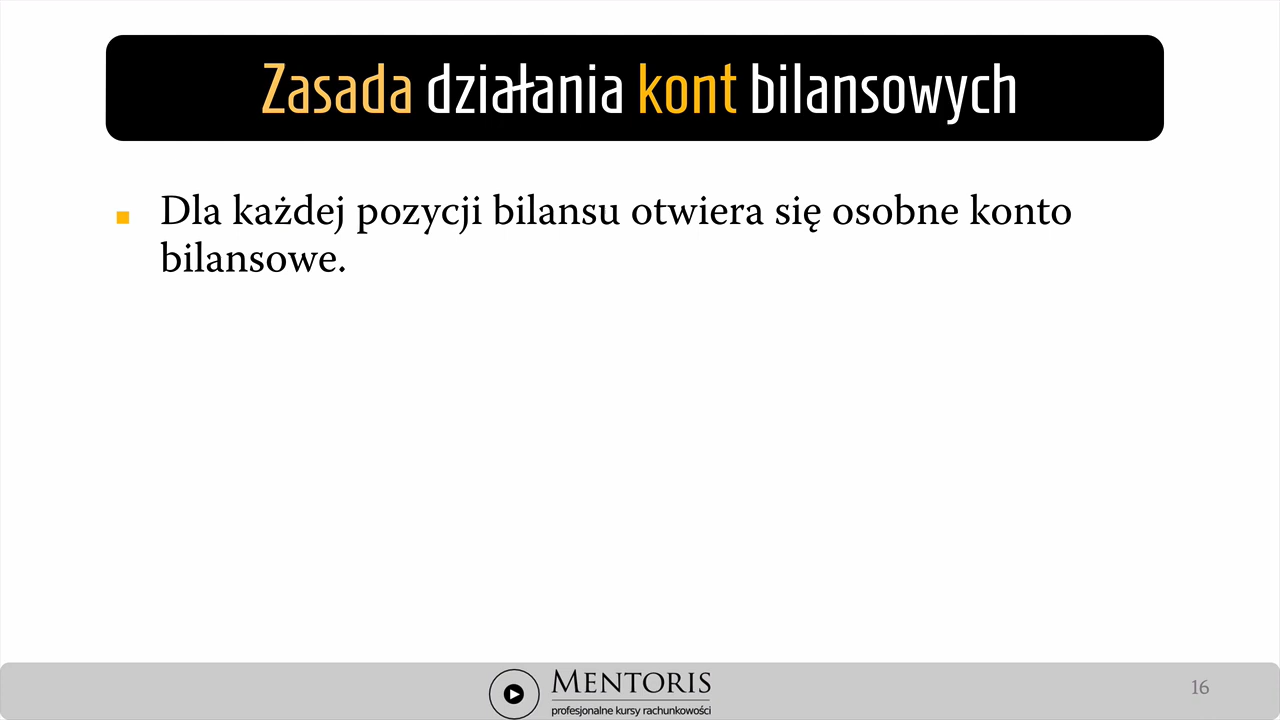 Zasada działania kont bilansowych
Dla każdej pozycji bilansu otwiera się osobne konto
bilansowe.
MENTORIS
profesjonalne kursy rachunkowości
16